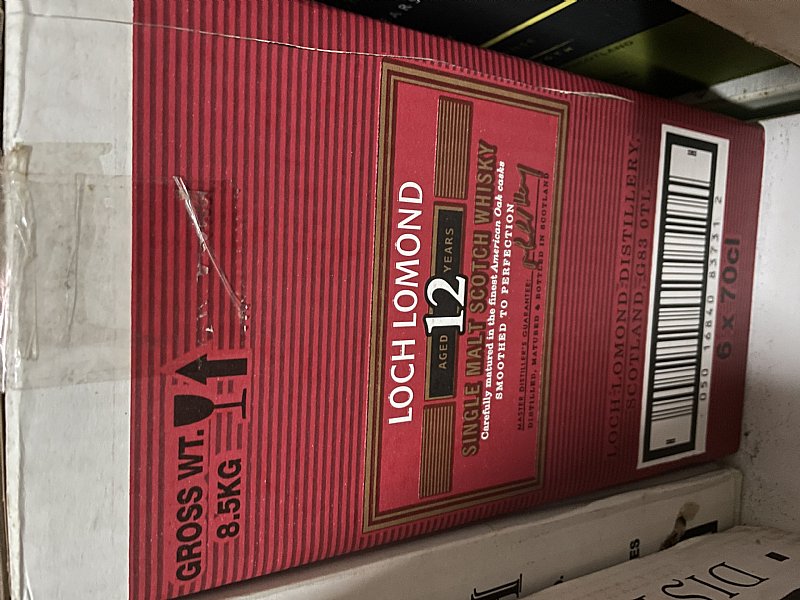 GROSS WT.
8.5KG
LOCH LOMOND
AGED 12 YEARS
SINGLE MALT SCOTCH WHISKY
Carefully matured in the finest American Oak casks
SMOOTHED TO PERFECTION
MASTER DISTILLER'S GUARANTEE:
DISTILLED, MATURED & BOTTLED IN SCOTLAND
LOCH LOMOND DISTILLERY,
SCOTLAND, G83 0TL
050 16840 83731 2
6 x 70cl
DIS